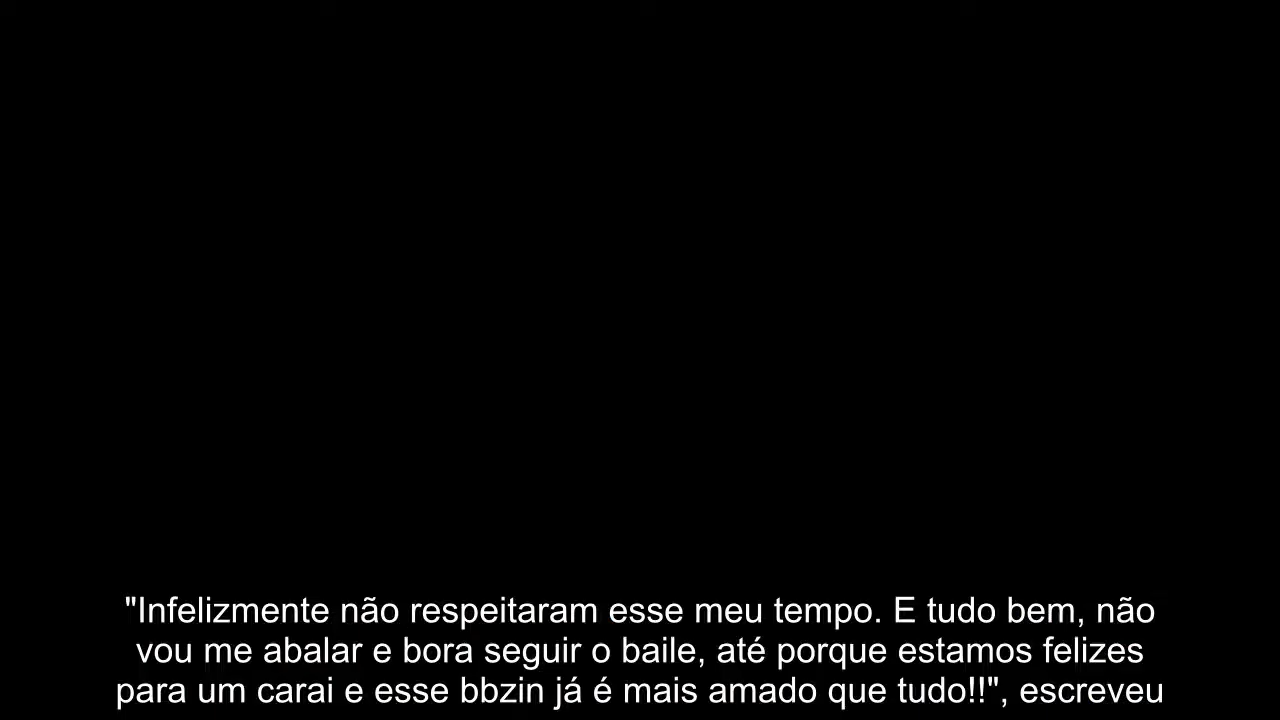 "Infelizmente não respeitaram esse meu tempo. E tudo bem, não
vou me abalar e bora seguir o baile, até porque estamos felizes
para um carai e esse bbzin já é mais amado que tudo!!", escreveu